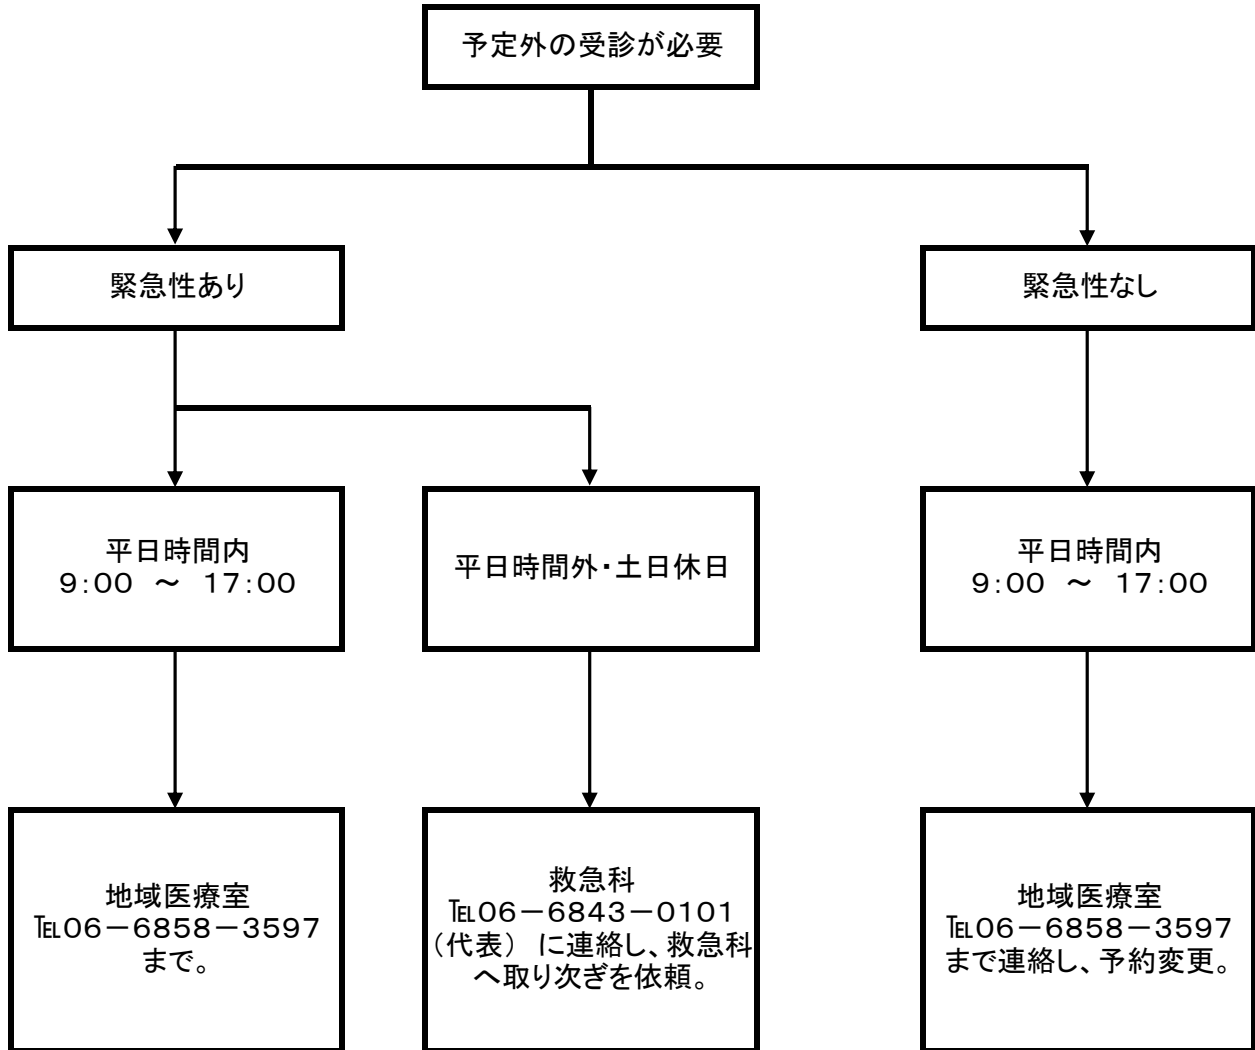 予定外の受診が必要
緊急性あり
緊急性なし
平日時間内
9:00 ～ 17:00
平日時間外・土日休日
平日時間内
9:00 ～ 17:00
地域医療室
℡06－6858－3597
まで。
救急科
℡06－6843－0101
（代表） に連絡し、救急科
へ取り次ぎを依頼。
地域医療室
℡06－6858－3597
まで連絡し、予約変更。